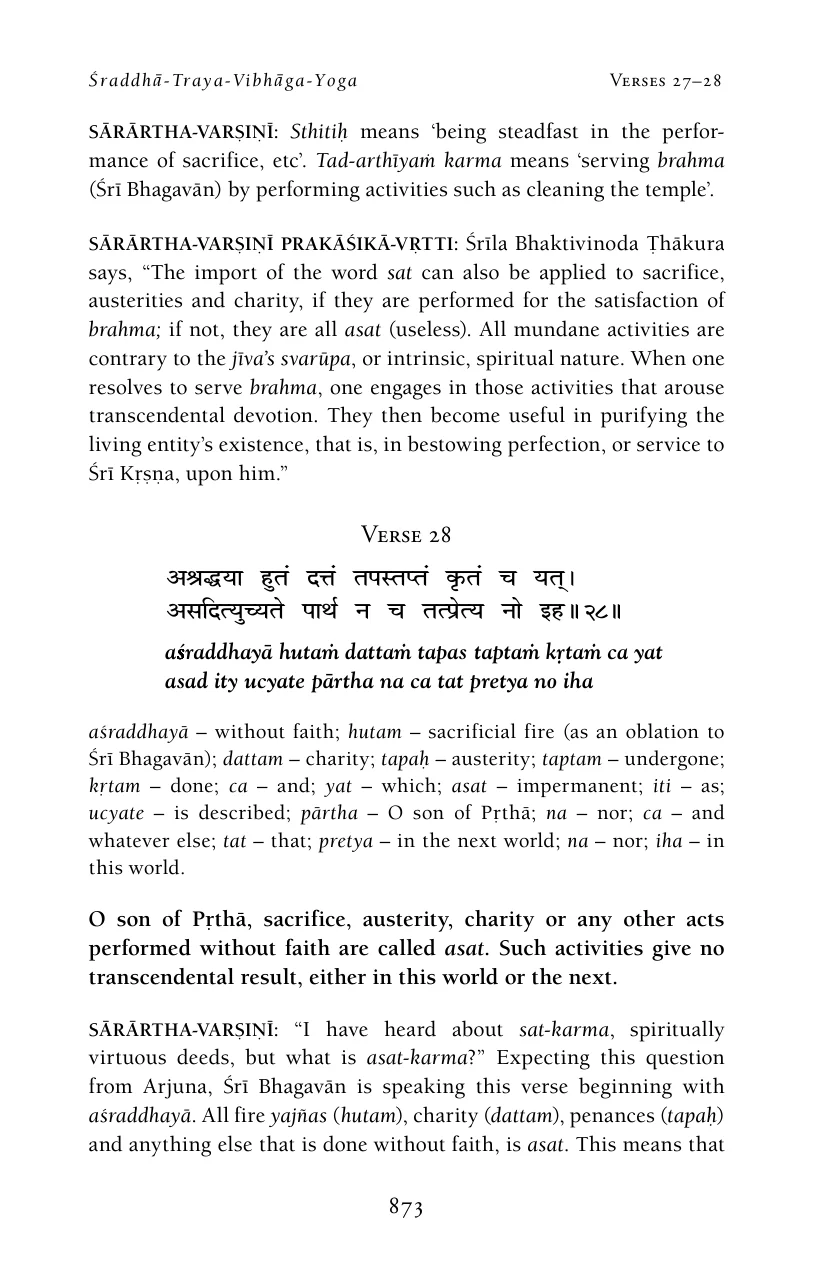 Śraddhā-Traya-Vibhāga-Yoga Verses 27–28
SĀRĀRTHA-VARṢIṆĪ: Sthitiḥ means ‘being steadfast in the perfor-
mance of sacrifice, etc’. Tad-arthīyaṁ karma means ‘serving brahma
(Śrī Bhagavān) by performing activities such as cleaning the temple’.
SĀRĀRTHA-VARṢIṆĪ PRAKĀŚIKĀ-VṚTTI: Śrīla Bhaktivinoda Ṭhākura
says, “The import of the word sat can also be applied to sacrifice,
austerities and charity, if they are performed for the satisfaction of
brahma; if not, they are all asat (useless). All mundane activities are
contrary to the jīva’s svarūpa, or intrinsic, spiritual nature. When one
resolves to serve brahma, one engages in those activities that arouse
transcendental devotion. They then become useful in purifying the
living entity’s existence, that is, in bestowing perfection, or service to
Śrī Kṛṣṇa, upon him.”
Verse 28
अश्रद्धया हुतं दत्तं तपस्तप्तं कृतं च यत्।
असदित्युच्यते पार्थ न च तत्प्रेत्य नो इह॥२८॥
aśraddhayā hutaṁ dattaṁ tapas taptaṁ kṛtaṁ ca yat
asad ity ucyate pārtha na ca tat pretya no iha
aśraddhayā – without faith; hutam – sacrificial fire (as an oblation to
Śrī Bhagavān); dattam – charity; tapaḥ – austerity; taptam – undergone;
kṛtam – done; ca – and; yat – which; asat – impermanent; iti – as;
ucyate – is described; pārtha – O son of Pṛthā; na – nor; ca – and
whatever else; tat – that; pretya – in the next world; na – nor; iha – in
this world.
O son of Pṛthā, sacrifice, austerity, charity or any other acts
performed without faith are called asat. Such activities give no
transcendental result, either in this world or the next.
SĀRĀRTHA-VARṢIṆĪ: “I have heard about sat-karma, spiritually
virtuous deeds, but what is asat-karma?” Expecting this question
from Arjuna, Śrī Bhagavān is speaking this verse beginning with
aśraddhayā. All fire yajñas (hutam), charity (dattam), penances (tapaḥ)
and anything else that is done without faith, is asat. This means that
873